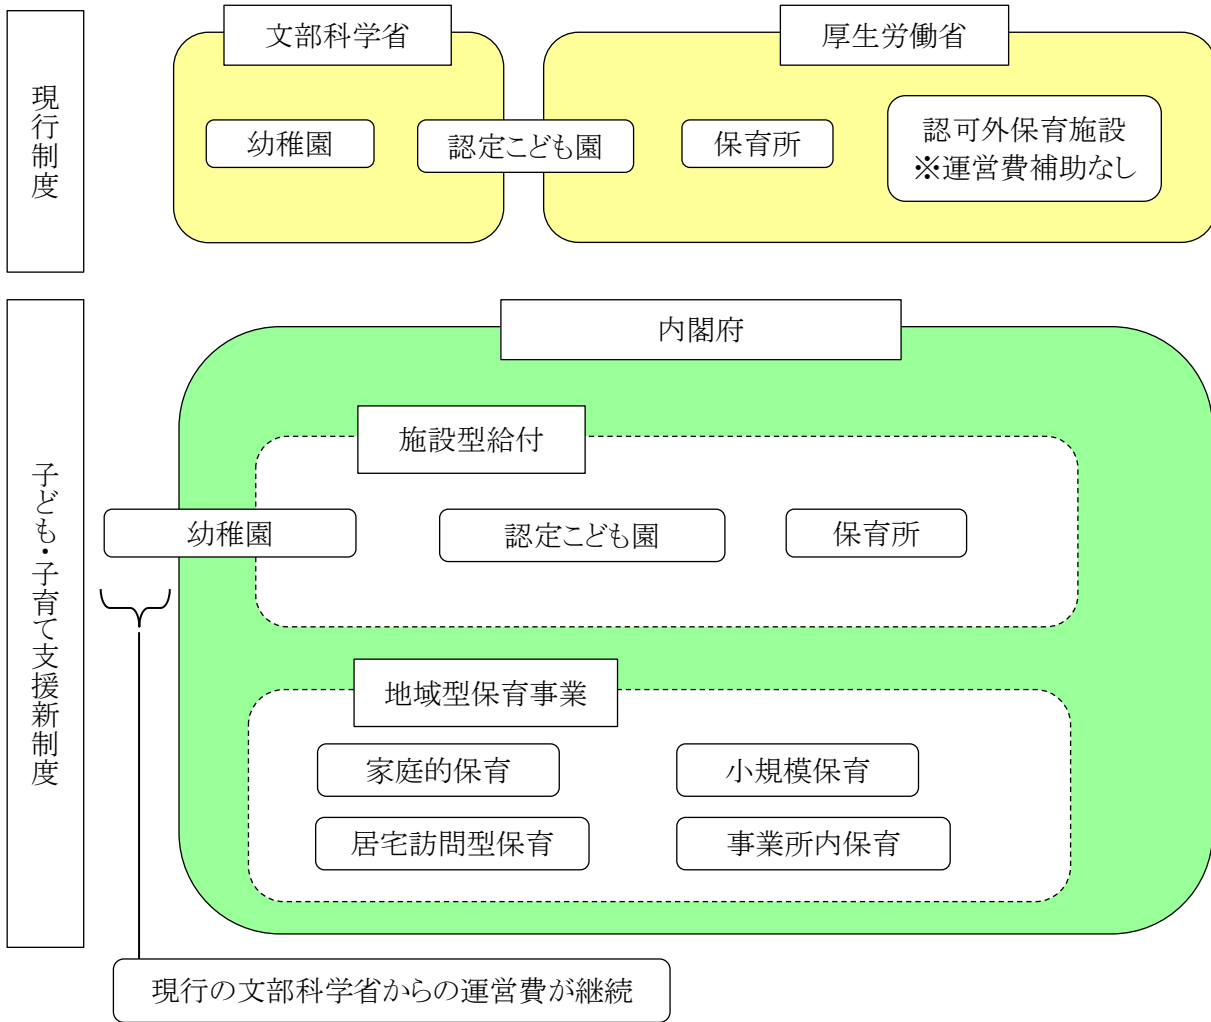 現行制度
文部科学省
厚生労働省
幼稚園
認定こども園
保育所
認可外保育施設
※運営費補助なし
子ども・子育て支援新制度
内閣府
施設型給付
幼稚園
認定こども園
保育所
地域型保育事業
家庭的保育
小規模保育
居宅訪問型保育
事業所内保育
現行の文部科学省からの運営費が継続